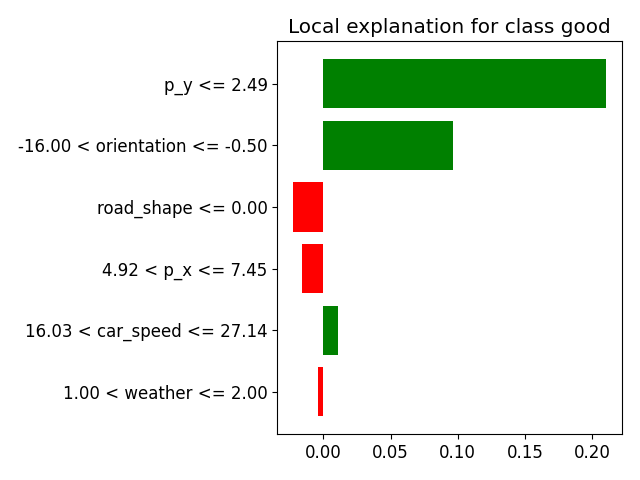 Local explanation for class good
p_y <= 2.49
-16.00 < orientation <= -0.50
road_shape <= 0.00
4.92 < p_x <= 7.45
16.03 < car_speed <= 27.14
1.00 < weather <= 2.00
0.00 0.05 0.10 0.15 0.20